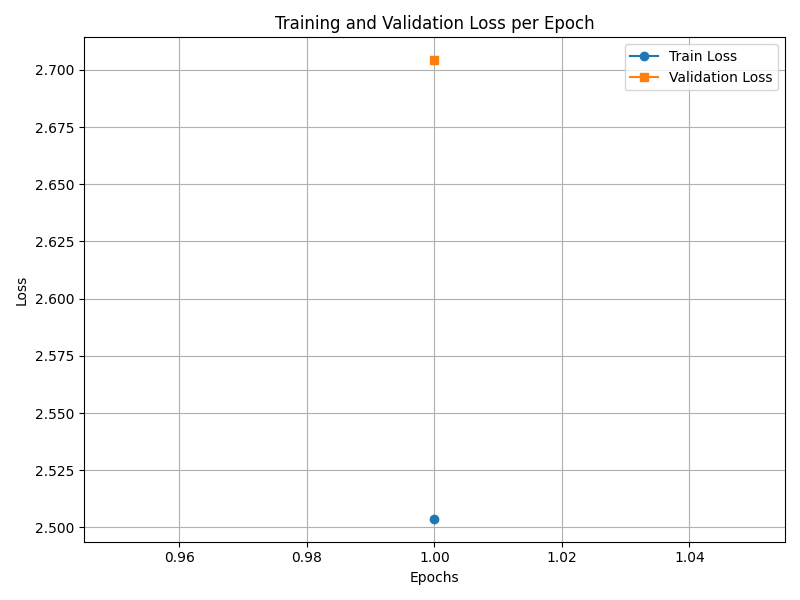 Training and Validation Loss per Epoch
Train Loss
Validation Loss
2.700
2.675
2.650
2.625
2.600
2.575
2.550
2.525
2.500
Loss
0.96
0.98
1.00
1.02
1.04
Epochs